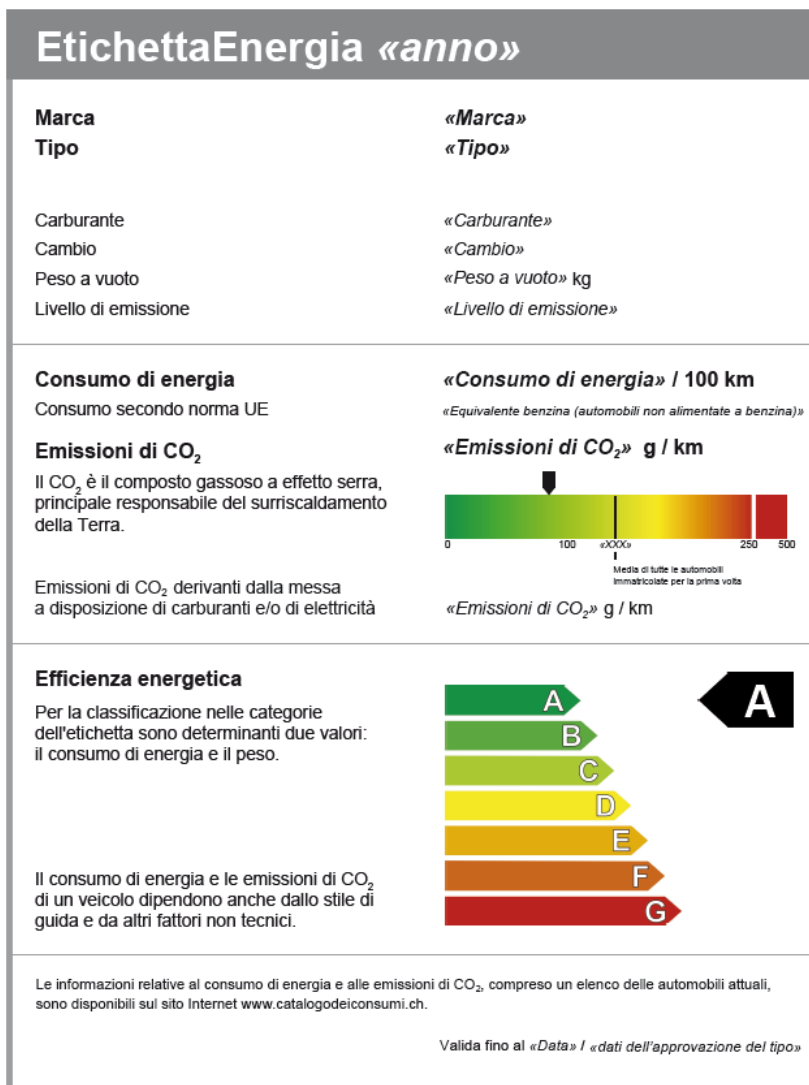 EtichettaEnergia «anno»
Marca «Marca»
Tipo «Tipo»
Carburante «Carburante»
Cambio «Cambio»
Peso a vuoto «Peso a vuoto» kg
Livello di emissione «Livello di emissione»
Consumo di energia «Consumo di energia» / 100 km
Consumo secondo norma UE «Equivalente benzina (automobili non alimentate a benzina)»
Emissioni di CO₂ «Emissioni di CO₂» g / km
Il CO₂ è il composto gassoso a effetto serra,
principale responsabile del surriscaldamento
della Terra.
0 100 «XXX» 250 500
Media di tutte le automobili
immatricolate per la prima volta
Emissioni di CO₂ derivanti dalla messa
a disposizione di carburanti e/o di elettricità «Emissioni di CO₂» g / km
Efficienza energetica
Per la classificazione nelle categorie
dell'etichetta sono determinanti due valori:
il consumo di energia e il peso.
A A
B
C
D
E
F
G
Il consumo di energia e le emissioni di CO₂
di un veicolo dipendono anche dallo stile di
guida e da altri fattori non tecnici.
Le informazioni relative al consumo di energia e alle emissioni di CO₂, compreso un elenco delle automobili attuali,
sono disponibili sul sito Internet www.catalogodeiconsumi.ch.
Valida fino al «Data» / «dati dell'approvazione del tipo»